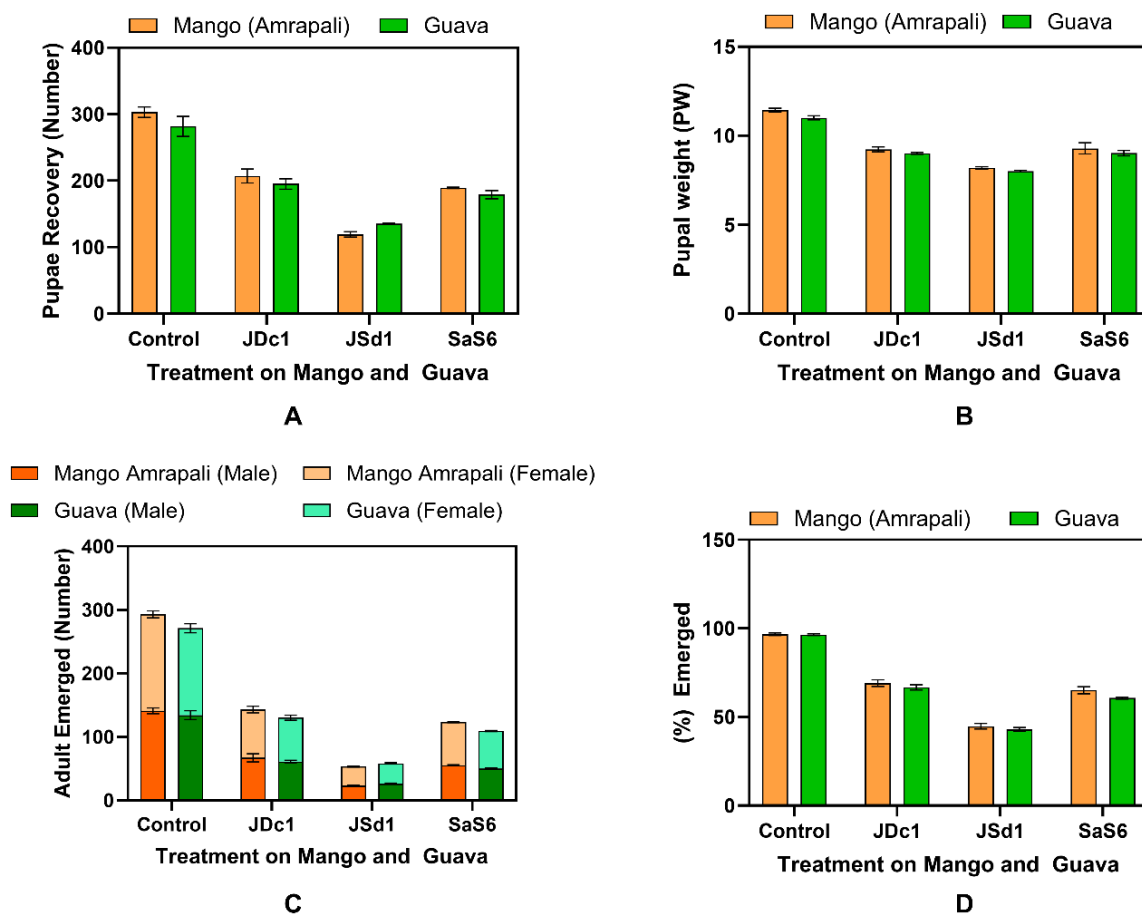 Mango (Amrapali) Guava
Pupae Recovery (Number)
400
300
200
100
0
Control JDc1 JSd1 SaS6
Treatment on Mango and Guava
A
Mango (Amrapali) Guava
Pupal weight (PW)
15
10
5
0
Control JDc1 JSd1 SaS6
Treatment on Mango and Guava
B
Mango Amrapali (Male) Mango Amrapali (Female)
Guava (Male) Guava (Female)
Adult Emerged (Number)
400
300
200
100
0
Control JDc1 JSd1 SaS6
Treatment on Mango and Guava
C
Mango (Amrapali) Guava
(%) Emerged
150
100
50
0
Control JDc1 JSd1 SaS6
Treatment on Mango and Guava
D